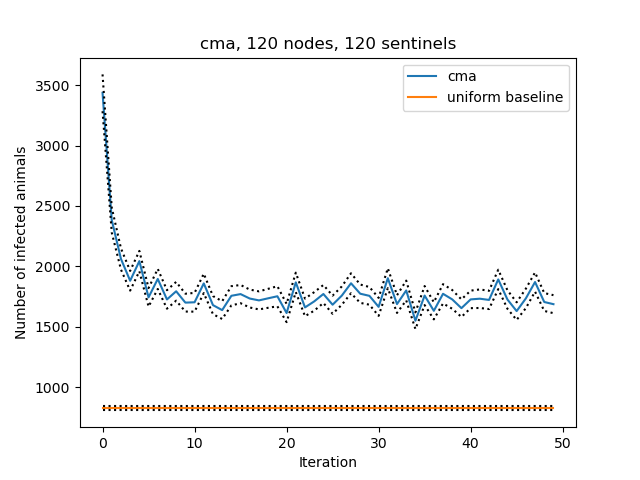 cma, 120 nodes, 120 sentinels
cma
uniform baseline
Number of infected animals
3500
3000
2500
2000
1500
1000
0 10 20 30 40 50
Iteration